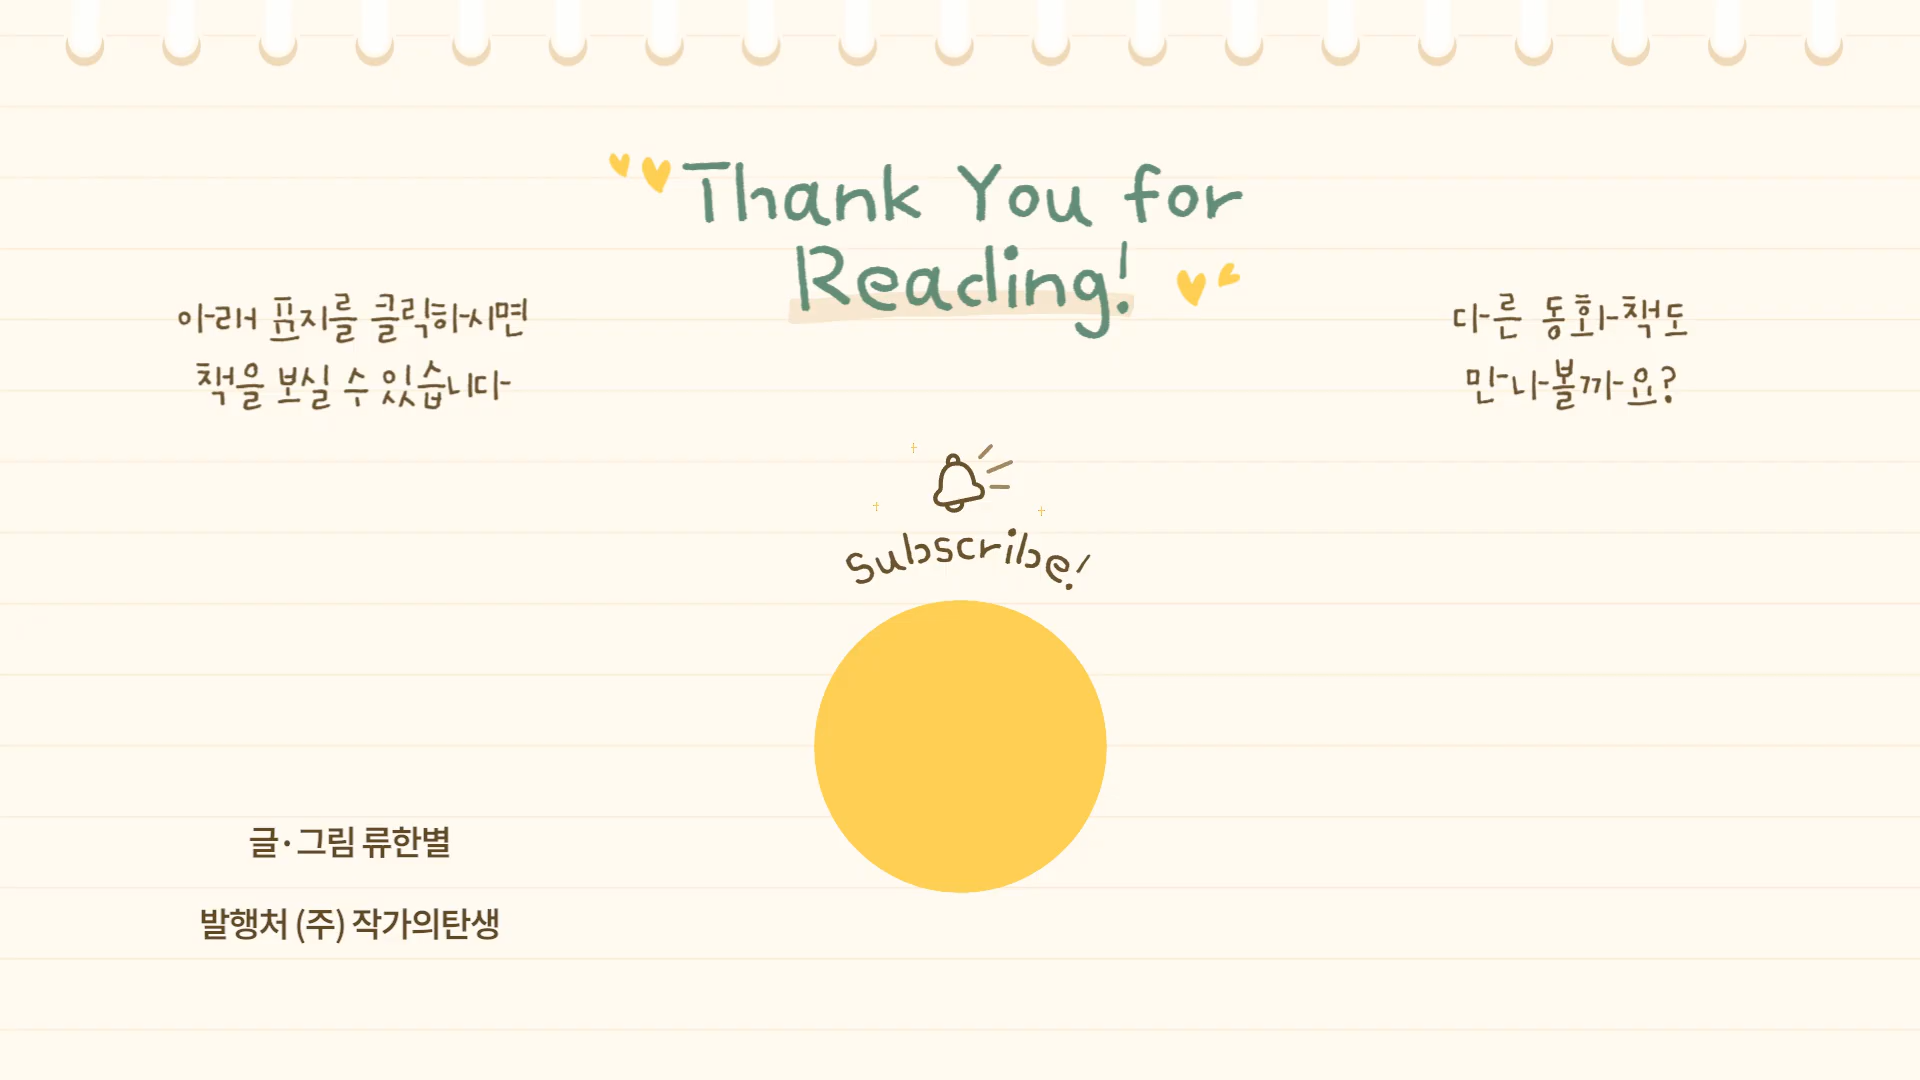 Thank You for
Reading!
아래 표지를 클릭하시면
책을 보실 수 있습니다
다른 동화책도
만나볼까요?
Subscribe!
글·그림 류한별
발행처 (주) 작가의탄생